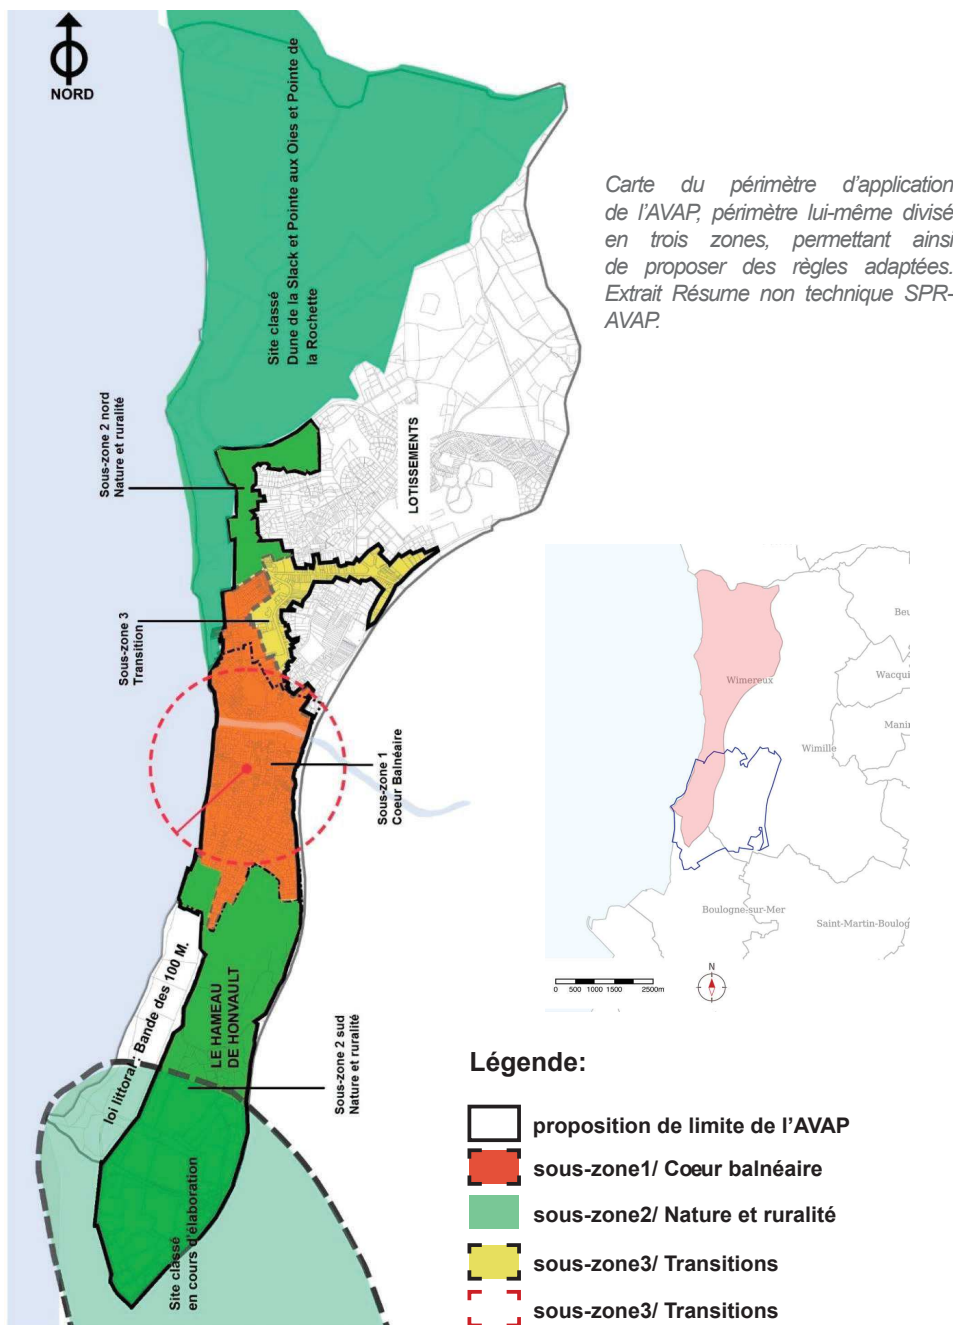 NORD
Site classé
Dune de la Slack et Pointe aux Oies et Pointe de
la Rochette
Carte du périmètre d'application
de l'AVAP, périmètre lui-même divisé
en trois zones, permettant ainsi
de proposer des règles adaptées.
Extrait Résume non technique SPR-
AVAP.
Sous-zone 2 nord
Nature et ruralité
LOTISSEMENTS
Sous-zone 3
Transition
Sous-zone 1
Coeur Balnéaire
loi littoral : Bande des 100 M.
LE HAMEAU
DE HONVAULT
Sous-zone 2 sud
Nature et ruralité
Site classé
en cours d'élaboration
Beu
Wimereux
Wacqui
Manin
Wimille
Boulogne-sur-Mer
Saint-Martin-Boulog
0 500 1000 1500 2500m
N
Légende:
proposition de limite de l'AVAP
sous-zone1/ Coeur balnéaire
sous-zone2/ Nature et ruralité
sous-zone3/ Transitions
sous-zone3/ Transitions